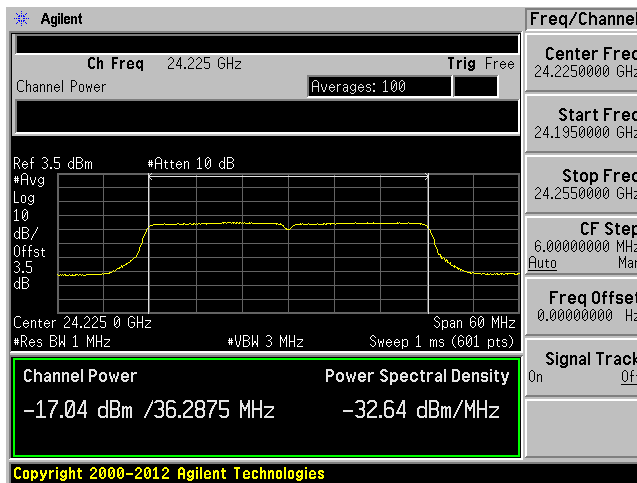 Agilent
Freq/Channel
Ch Freq 24.225 GHz Trig Free
Channel Power Averages: 100
Ref 3.5 dBm #Atten 10 dB
#Avg
Log
10
dB/
Offst
3.5
dB
Center 24.225 0 GHz Span 60 MHz
#Res BW 1 MHz #VBW 3 MHz Sweep 1 ms (601 pts)
Channel Power Power Spectral Density
-17.04 dBm /36.2875 MHz -32.64 dBm/MHz
Copyright 2000-2012 Agilent Technologies
Center Freq
24.2250000 GHz
Start Freq
24.1950000 GHz
Stop Freq
24.2550000 GHz
CF Step
6.00000000 MHz
Auto Man
Freq Offset
0.00000000 Hz
Signal Track
On Off